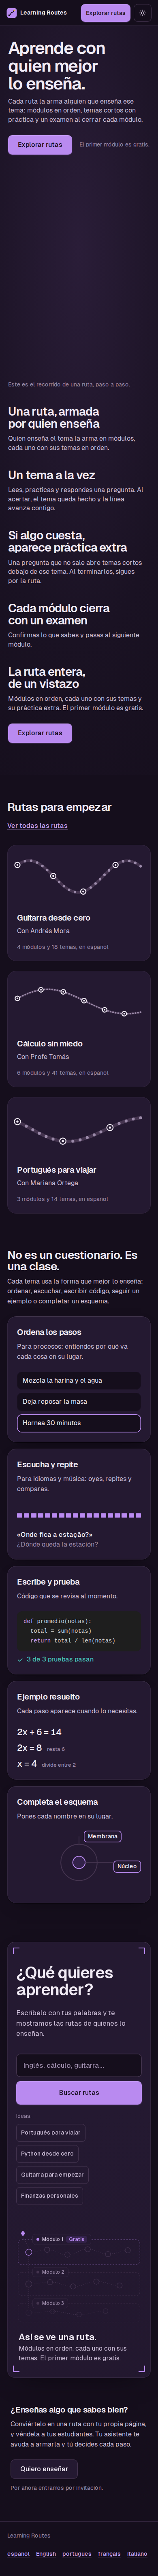 Learning Routes
Explorar rutas
Aprende con
quien mejor
lo enseña.
Cada ruta la arma alguien que enseña ese
tema: módulos en orden, temas cortos con
práctica y un examen al cerrar cada módulo.
Explorar rutas
El primer módulo es gratis.
Este es el recorrido de una ruta, paso a paso.
Una ruta, armada
por quien enseña
Quien enseña el tema la arma en módulos,
cada uno con sus temas en orden.
Un tema a la vez
Lees, practicas y respondes una pregunta. Al
acertar, el tema queda hecho y la línea
avanza contigo.
Si algo cuesta,
aparece práctica extra
Una pregunta que no sale abre temas cortos
debajo de ese tema. Al terminarlos, sigues
por la ruta.
Cada módulo cierra
con un examen
Confirmas lo que sabes y pasas al siguiente
módulo.
La ruta entera,
de un vistazo
Módulos en orden, cada uno con sus temas y
su práctica extra. El primer módulo es gratis.
Explorar rutas
Rutas para empezar
Ver todas las rutas
Guitarra desde cero
Con Andrés Mora
4 módulos y 18 temas, en español
Cálculo sin miedo
Con Profe Tomás
6 módulos y 41 temas, en español
Portugués para viajar
Con Mariana Ortega
3 módulos y 14 temas, en español
No es un cuestionario. Es
una clase.
Cada tema usa la forma que mejor lo enseña:
ordenar, escuchar, escribir código, seguir un
ejemplo o completar un esquema.
Ordena los pasos
Para procesos: entiendes por qué va
cada cosa en su lugar.
Mezcla la harina y el agua
Deja reposar la masa
Hornea 30 minutos
Escucha y repite
Para idiomas y música: oyes, repites y
comparas.
«Onde fica a estação?»
¿Dónde queda la estación?
Escribe y prueba
Código que se revisa al momento.
def promedio(notas):
total = sum(notas)
return total / len(notas)
✓ 3 de 3 pruebas pasan
Ejemplo resuelto
Cada paso aparece cuando lo necesitas.
2x + 6 = 14
2x = 8 resta 6
x = 4 divide entre 2
Completa el esquema
Pones cada nombre en su lugar.
Membrana
Núcleo
¿Qué quieres
aprender?
Escríbelo con tus palabras y te
mostramos las rutas de quienes lo
enseñan.
Inglés, cálculo, guitarra...
Buscar rutas
Ideas:
Portugués para viajar
Python desde cero
Guitarra para empezar
Finanzas personales
Módulo 1 Gratis
Módulo 2
Módulo 3
Así se ve una ruta.
Módulos en orden, cada uno con sus
temas. El primer módulo es gratis.
¿Enseñas algo que sabes bien?
Conviértelo en una ruta con tu propia página,
y véndela a tus estudiantes. Tu asistente te
ayuda a armarla y tú decides cada paso.
Quiero enseñar
Por ahora entramos por invitación.
Learning Routes
español English português français italiano